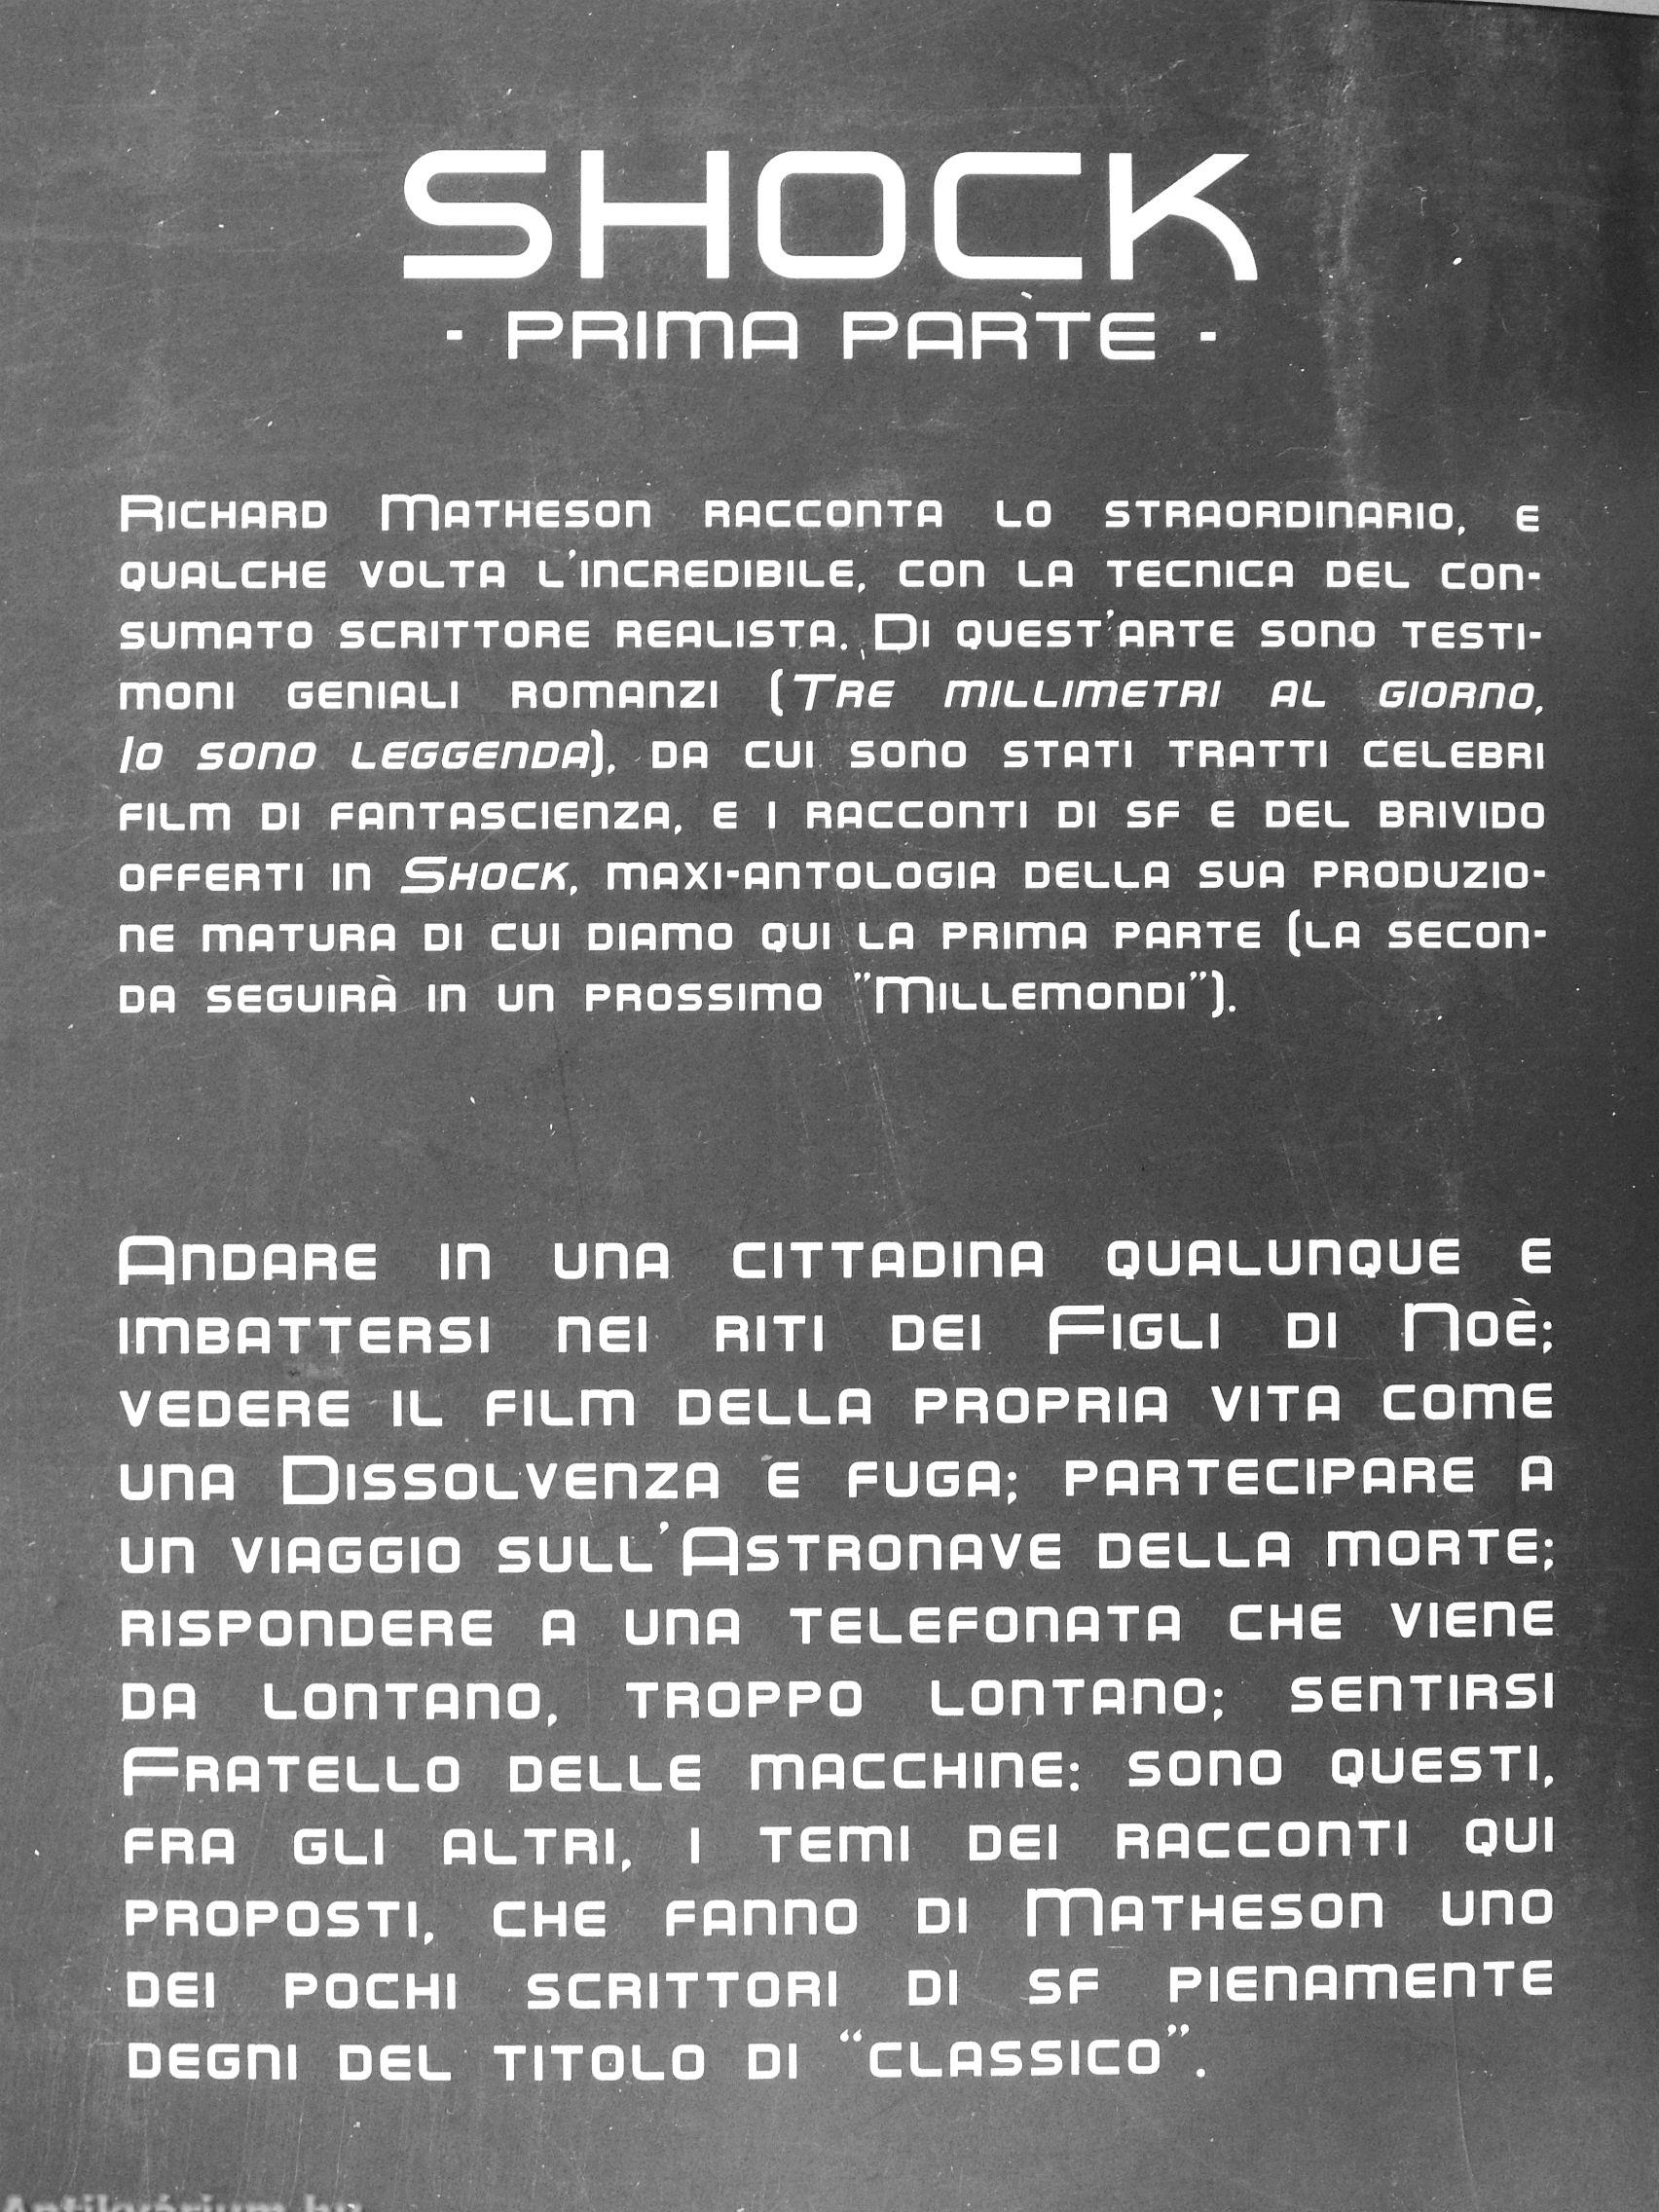 SHOCK
- PRIMA PARTE -
Richard Matheson racconta lo straordinario, e
qualche volta l'incredibile, con la tecnica del con-
sumato scrittore realista. Di quest'arte sono testi-
moni geniali romanzi (Tre millimetri al giorno,
Io sono leggenda), da cui sono stati tratti celebri
film di fantascienza, e i racconti di sf e del brivido
offerti in Shock, maxi-antologia della sua produzio-
ne matura di cui diamo qui la prima parte (la secon-
da seguirà in un prossimo "Millemondi").
Andare in una cittadina qualunque e
imbattersi nei riti dei Figli di Noè;
vedere il film della propria vita come
una Dissolvenza e fuga; partecipare a
un viaggio sull'Astronave della morte;
rispondere a una telefonata che viene
da lontano, troppo lontano; sentirsi
Fratello delle macchine: sono questi,
fra gli altri, i temi dei racconti qui
proposti, che fanno di Matheson uno
dei pochi scrittori di sf pienamente
degni del titolo di “classico”.
Antikvárium.hu